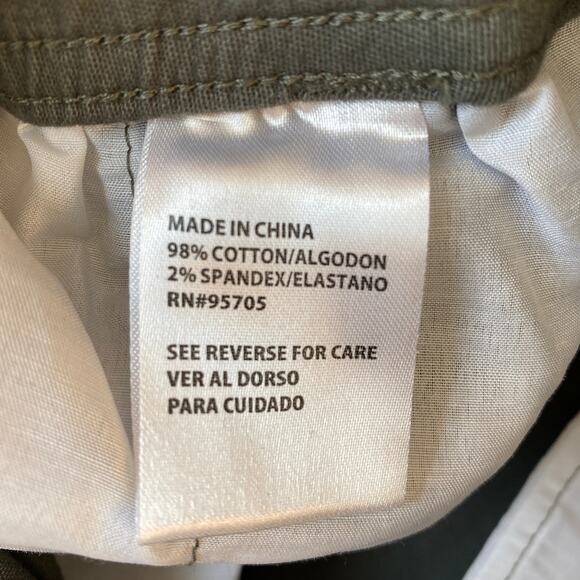 MADE IN CHINA
98% COTTON/ALGODON
2% SPANDEX/ELASTANO
RN#95705
SEE REVERSE FOR CARE
VER AL DORSO
PARA CUIDADO